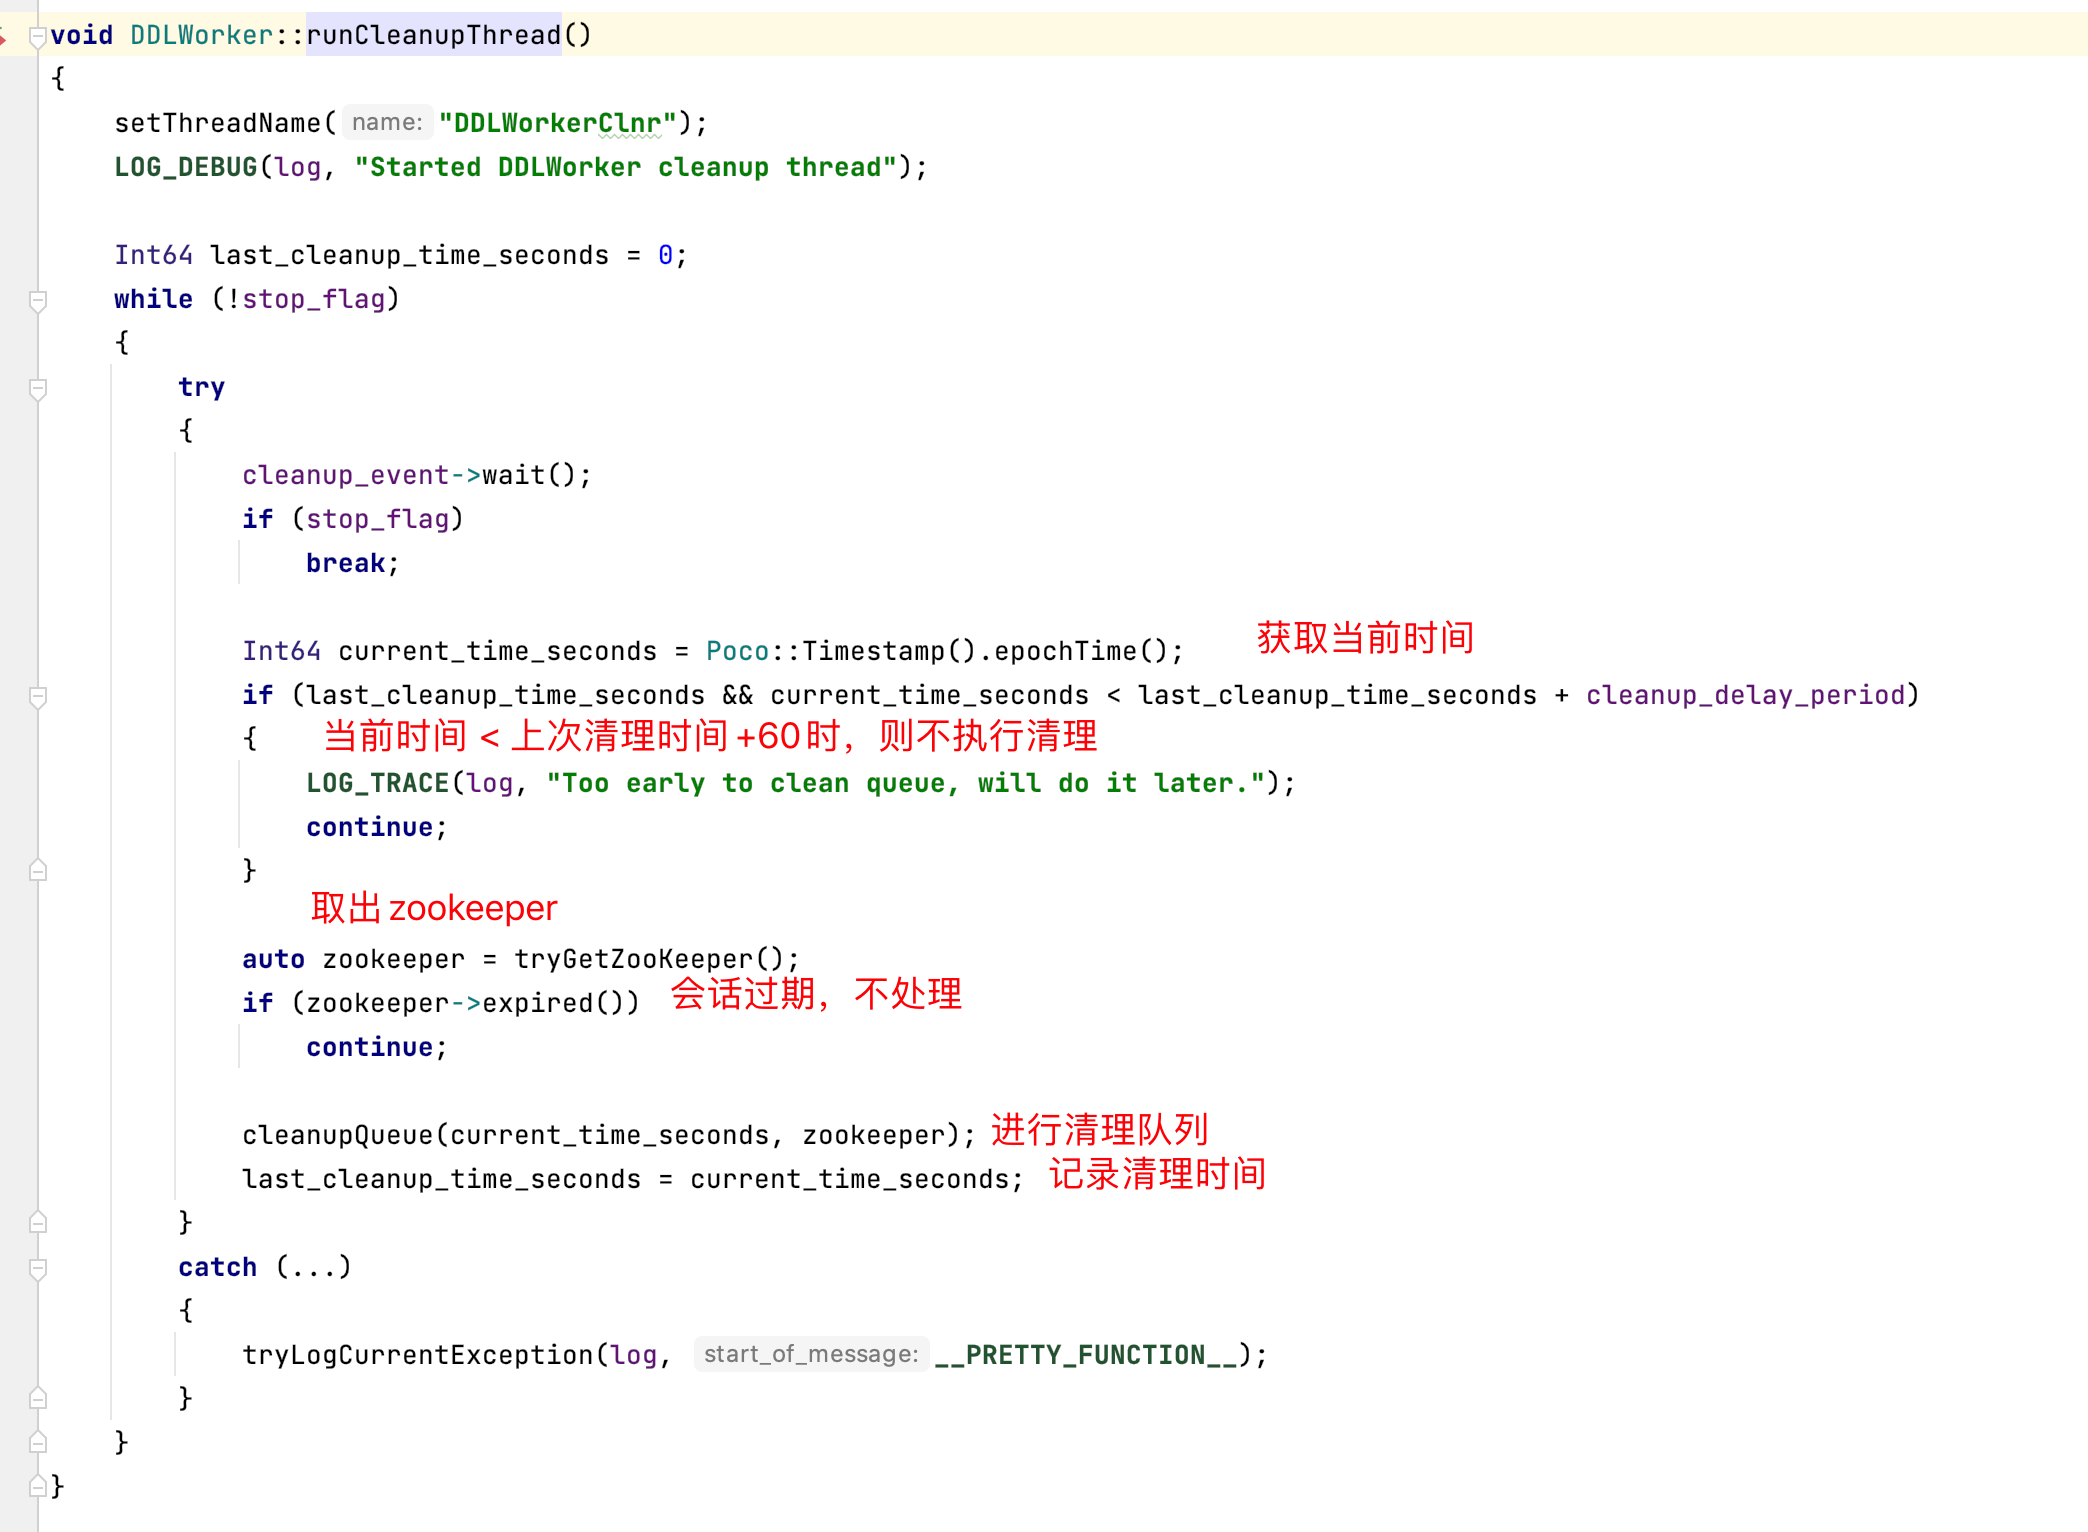 void DDLWorker::runCleanupThread()
{
    setThreadName( name: "DDLWorkerClnr");
    LOG_DEBUG(log, "Started DDLWorker cleanup thread");
    Int64 last_cleanup_time_seconds = 0;
    while (!stop_flag)
    {
        try
        {
            cleanup_event->wait();
            if (stop_flag)
                break;
            Int64 current_time_seconds = Poco::Timestamp().epochTime(); 获取当前时间
            if (last_cleanup_time_seconds && current_time_seconds < last_cleanup_time_seconds + cleanup_delay_period)
            { 当前时间 < 上次清理时间+60时，则不执行清理
                LOG_TRACE(log, "Too early to clean queue, will do it later.");
                continue;
            }
取出 zookeeper
            auto zookeeper = tryGetZooKeeper();
            if (zookeeper->expired()) 会话过期，不处理
                continue;
            cleanupQueue(current_time_seconds, zookeeper); 进行清理队列
            last_cleanup_time_seconds = current_time_seconds; 记录清理时间
        }
        catch (...)
        {
            tryLogCurrentException(log, start_of_message: __PRETTY_FUNCTION__);
        }
    }
}